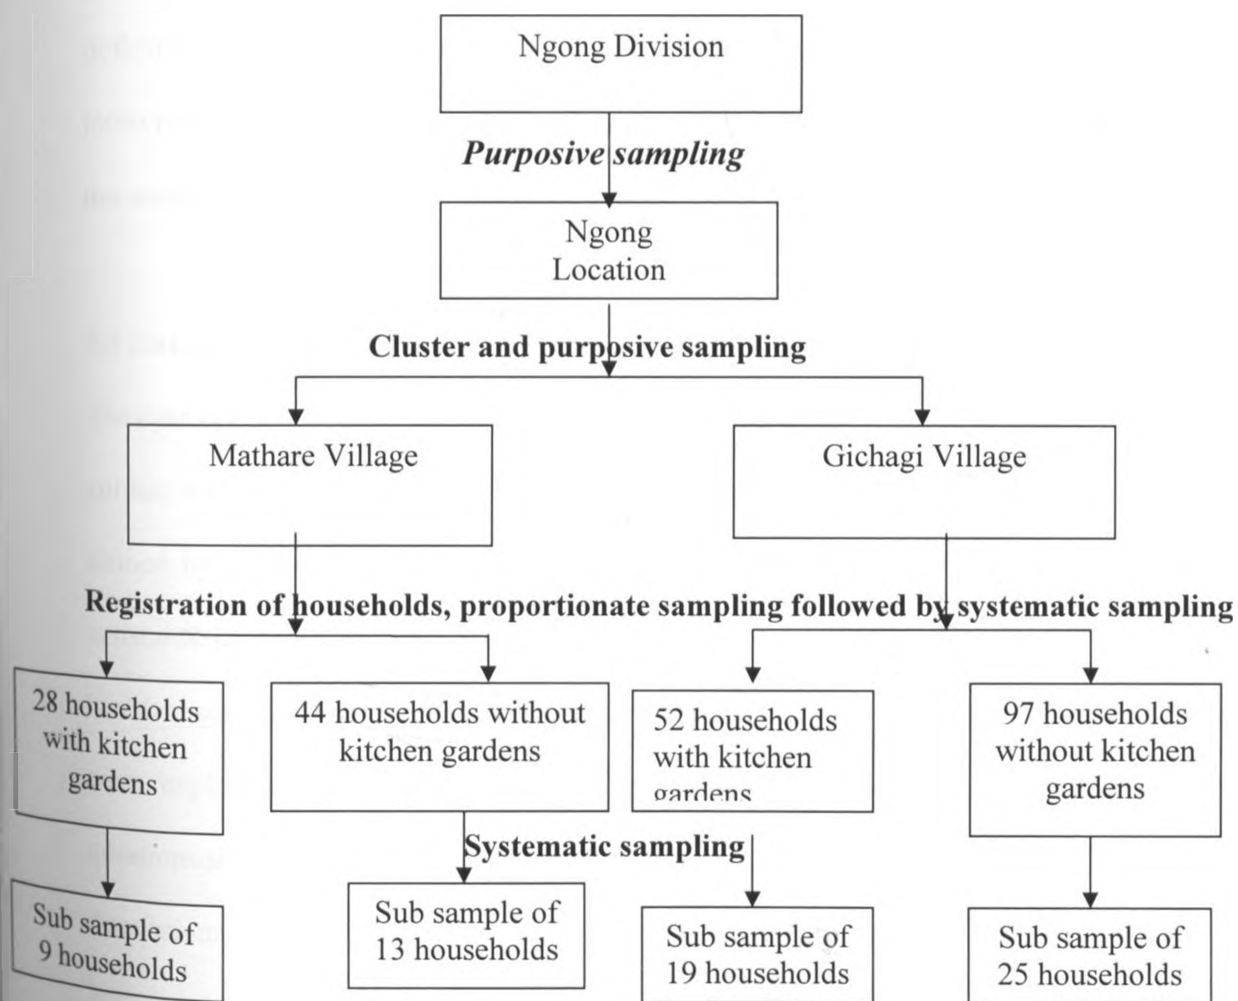 Ngong Division
Purposive sampling
Ngong
Location
Cluster and purposive sampling
Mathare Village
Gichagi Village
Registration of households, proportionate sampling followed by systematic sampling
28 households
with kitchen
gardens
44 households without
kitchen gardens
52 households
with kitchen
gardens
97 households
without kitchen
gardens
Systematic sampling
Sub sample of
9 households
Sub sample of
13 households
Sub sample of
19 households
Sub sample of
25 households